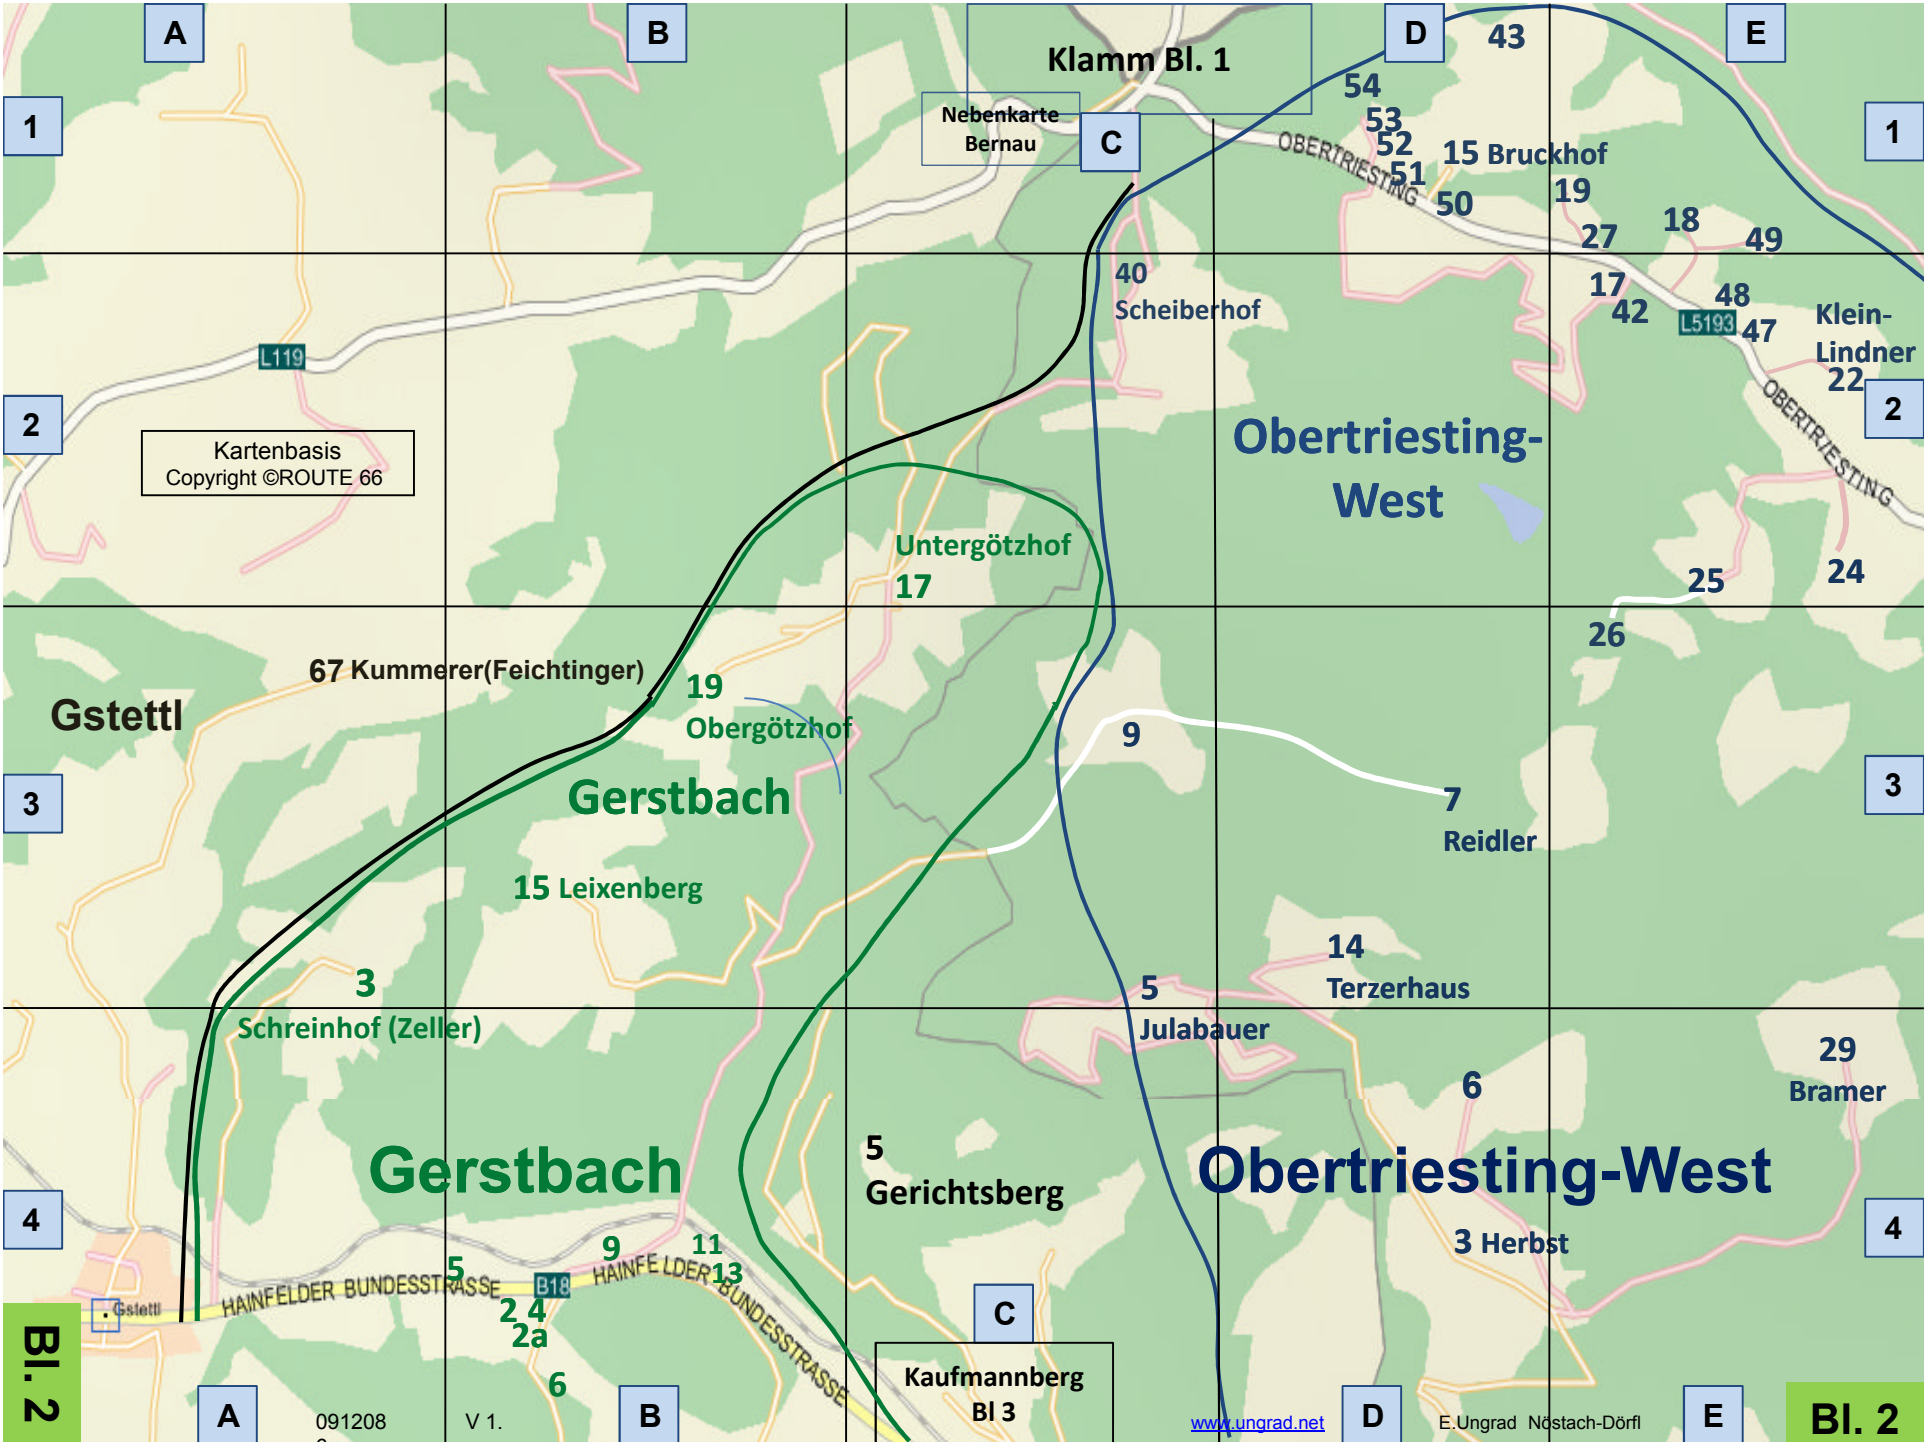 A
B
Klamm Bl. 1
D
43
E
54
1
Nebenkarte
Bernau
C
53
52
51
50
OBERTRIESTING
15 Bruckhof
19
1
27
18
49
40
Scheiberhof
17
42
48
L5193
47
Klein-
Lindner
22
L119
2
2
Kartenbasis
Copyright ©ROUTE 66
Obertriesting-
West
OBERTRIESTING
Untergötzhof
17
25
24
26
67 Kummerer(Feichtinger)
Gstettl
19
Obergötzhof
9
Gerstbach
3
7
Reidler
3
15 Leixenberg
3
Schreinhof (Zeller)
5
Julabauer
14
Terzerhaus
29
Bramer
6
Gerstbach
5
Gerichtsberg
Obertriesting-West
4
3 Herbst
4
5
9
11
13
Gstettl
HAINFELDER BUNDESSTRASSE
B18
HAINFELDER BUNDESSTRASSE
2 4
2a
6
C
Kaufmannberg
Bl 3
Bl. 2
A
091208
V 1.
B
www.ungrad.net
D
E.Ungrad Nöstach-Dörfl
E
Bl. 2